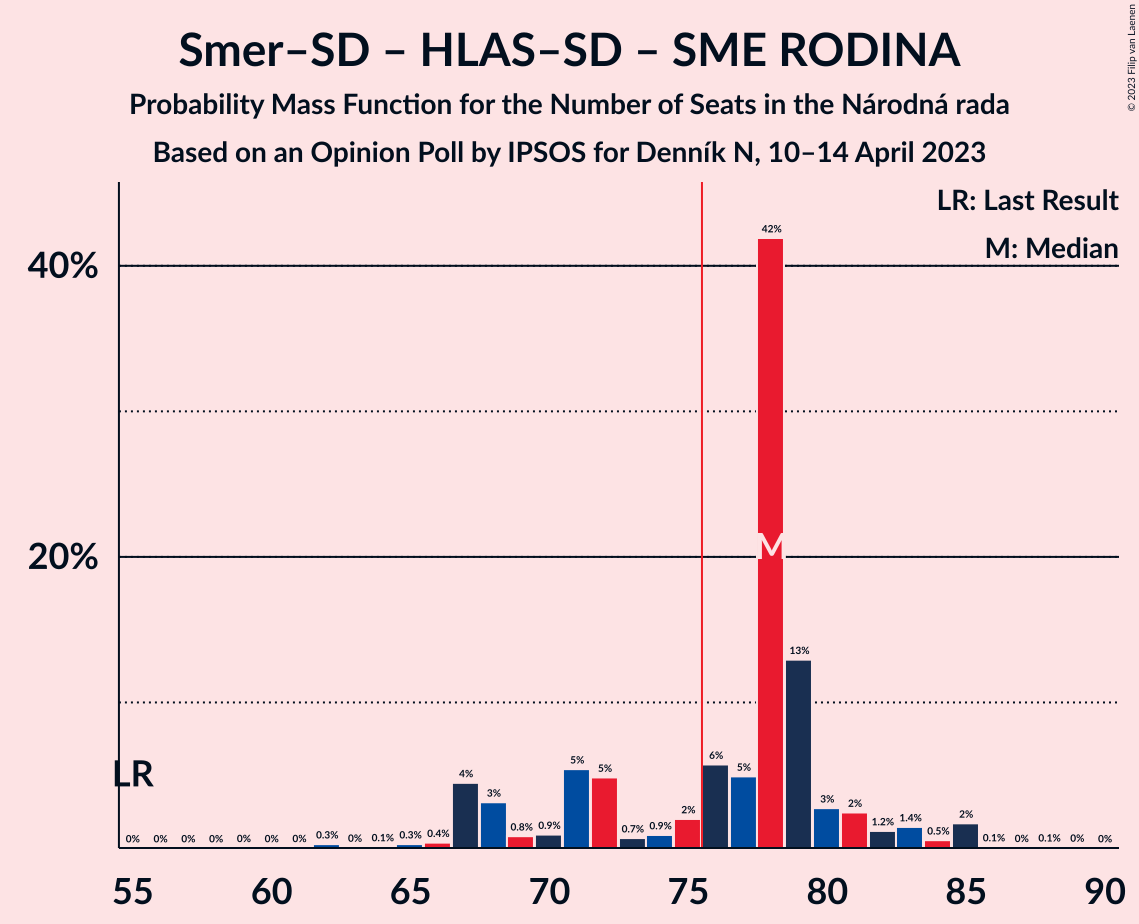 Smer–SD – HLAS–SD – SME RODINA
Probability Mass Function for the Number of Seats in the Národná rada
Based on an Opinion Poll by IPSOS for Denník N, 10–14 April 2023
© 2023 Filip van Laenen
LR: Last Result
M: Median
40%
20%
LR
M
0% 0% 0% 0% 0% 0% 0% 0.3% 0% 0.1% 0.3% 0.4% 4% 3% 0.8% 0.9% 5% 5% 0.7% 0.9% 2% 6% 5% 42% 13% 3% 2% 1.2% 1.4% 0.5% 2% 0.1% 0% 0.1% 0% 0%
55 60 65 70 75 80 85 90